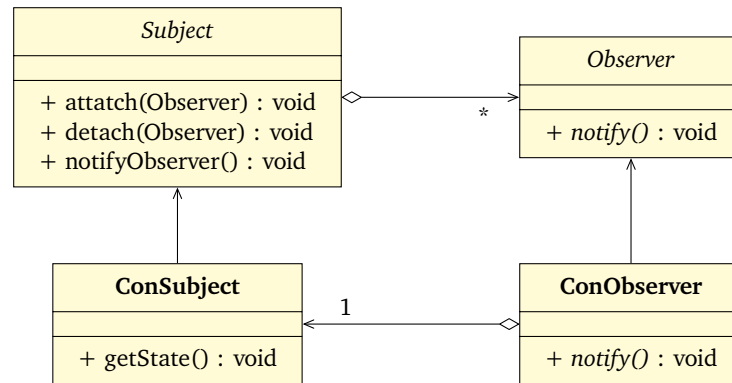 Subject
+ attatch(Observer) : void
+ detach(Observer) : void
+ notifyObserver() : void
*
Observer
+ notify() : void
ConSubject
+ getState() : void
1
ConObserver
+ notify() : void